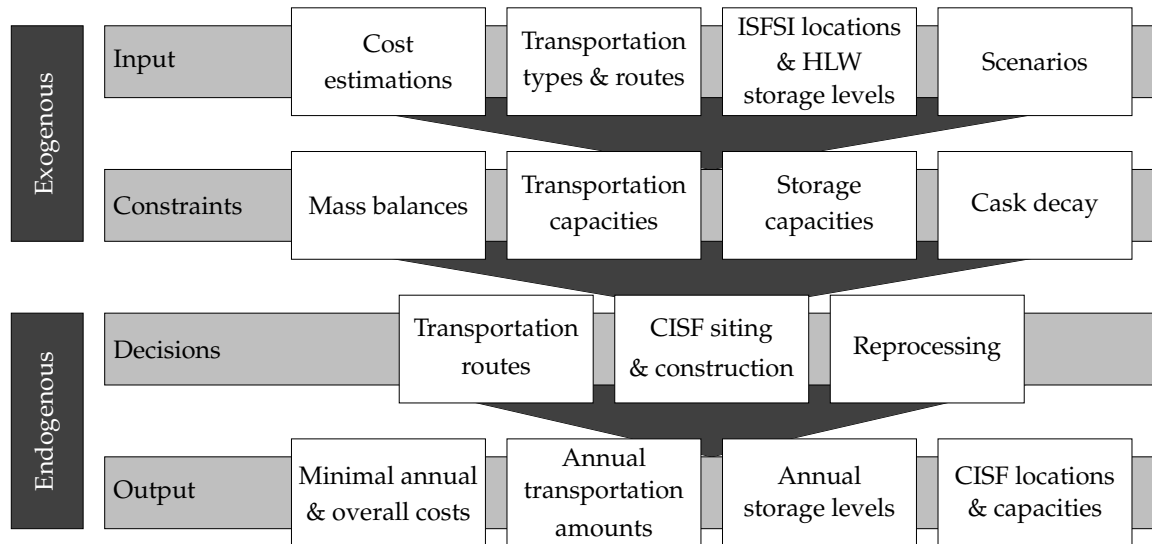 Exogenous
Input
Cost
estimations
Transportation
types & routes
ISFSI locations
& HLW
storage levels
Scenarios
Constraints
Mass balances
Transportation
capacities
Storage
capacities
Cask decay
Endogenous
Decisions
Transportation
routes
CISF siting
& construction
Reprocessing
Output
Minimal annual
& overall costs
Annual
transportation
amounts
Annual
storage levels
CISF locations
& capacities